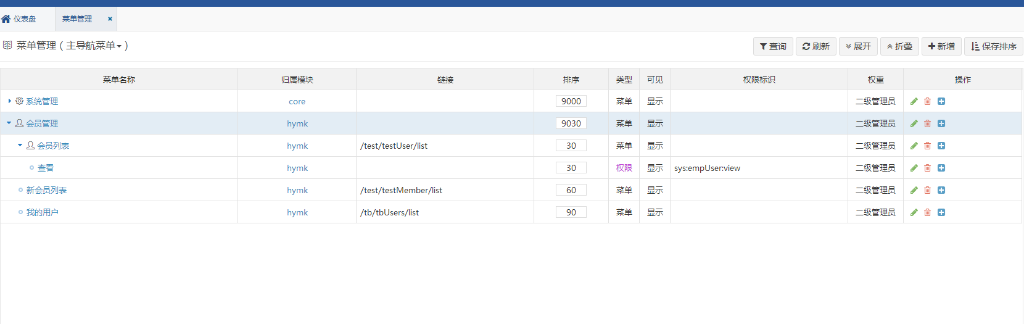 仪表盘 菜单管理 ×
菜单管理 ( 主导航菜单 )
查询 刷新 展开 折叠 新增 保存排序
菜单名称 归属模块 链接 排序 类型 可见 权限标识 权重 操作
系统管理 core 9000 菜单 显示 二级管理员
会员管理 hymk 9030 菜单 显示 二级管理员
会员列表 hymk /test/testUser/list 30 菜单 显示 二级管理员
查看 hymk 30 权限 显示 sys:empUser:view 二级管理员
新会员列表 hymk /test/testMember/list 60 菜单 显示 二级管理员
我的用户 hymk /tb/tbUsers/list 90 菜单 显示 二级管理员